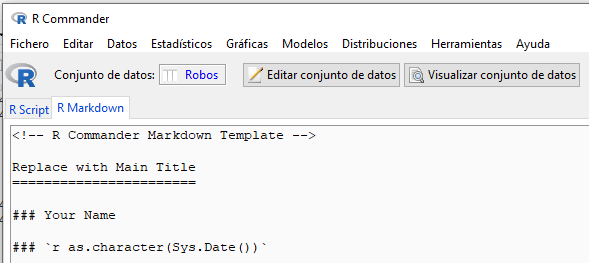 R Commander
Fichero Editar Datos Estadísticos Gráficas Modelos Distribuciones Herramientas Ayuda
R Conjunto de datos: Robos Editar conjunto de datos Visualizar conjunto de datos
R Script R Markdown
<!-- R Commander Markdown Template -->
Replace with Main Title
=======================
### Your Name
### `r as.character(Sys.Date())`